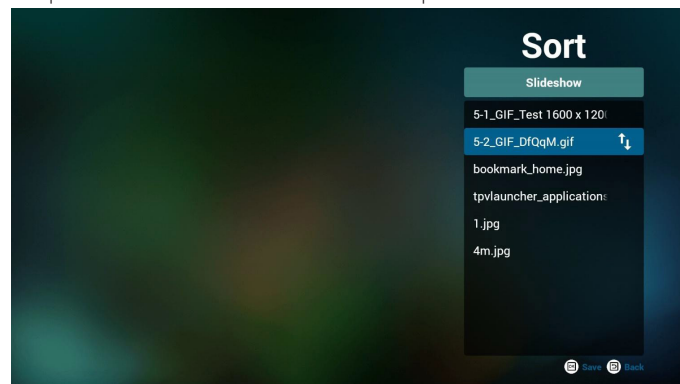 Sort
Slideshow
5-1_GIF_Test 1600 x 120
5-2_GIF_DfQqM.gif
bookmark_home.jpg
tpvlauncher_applications
1.jpg
4m.jpg
Save Back